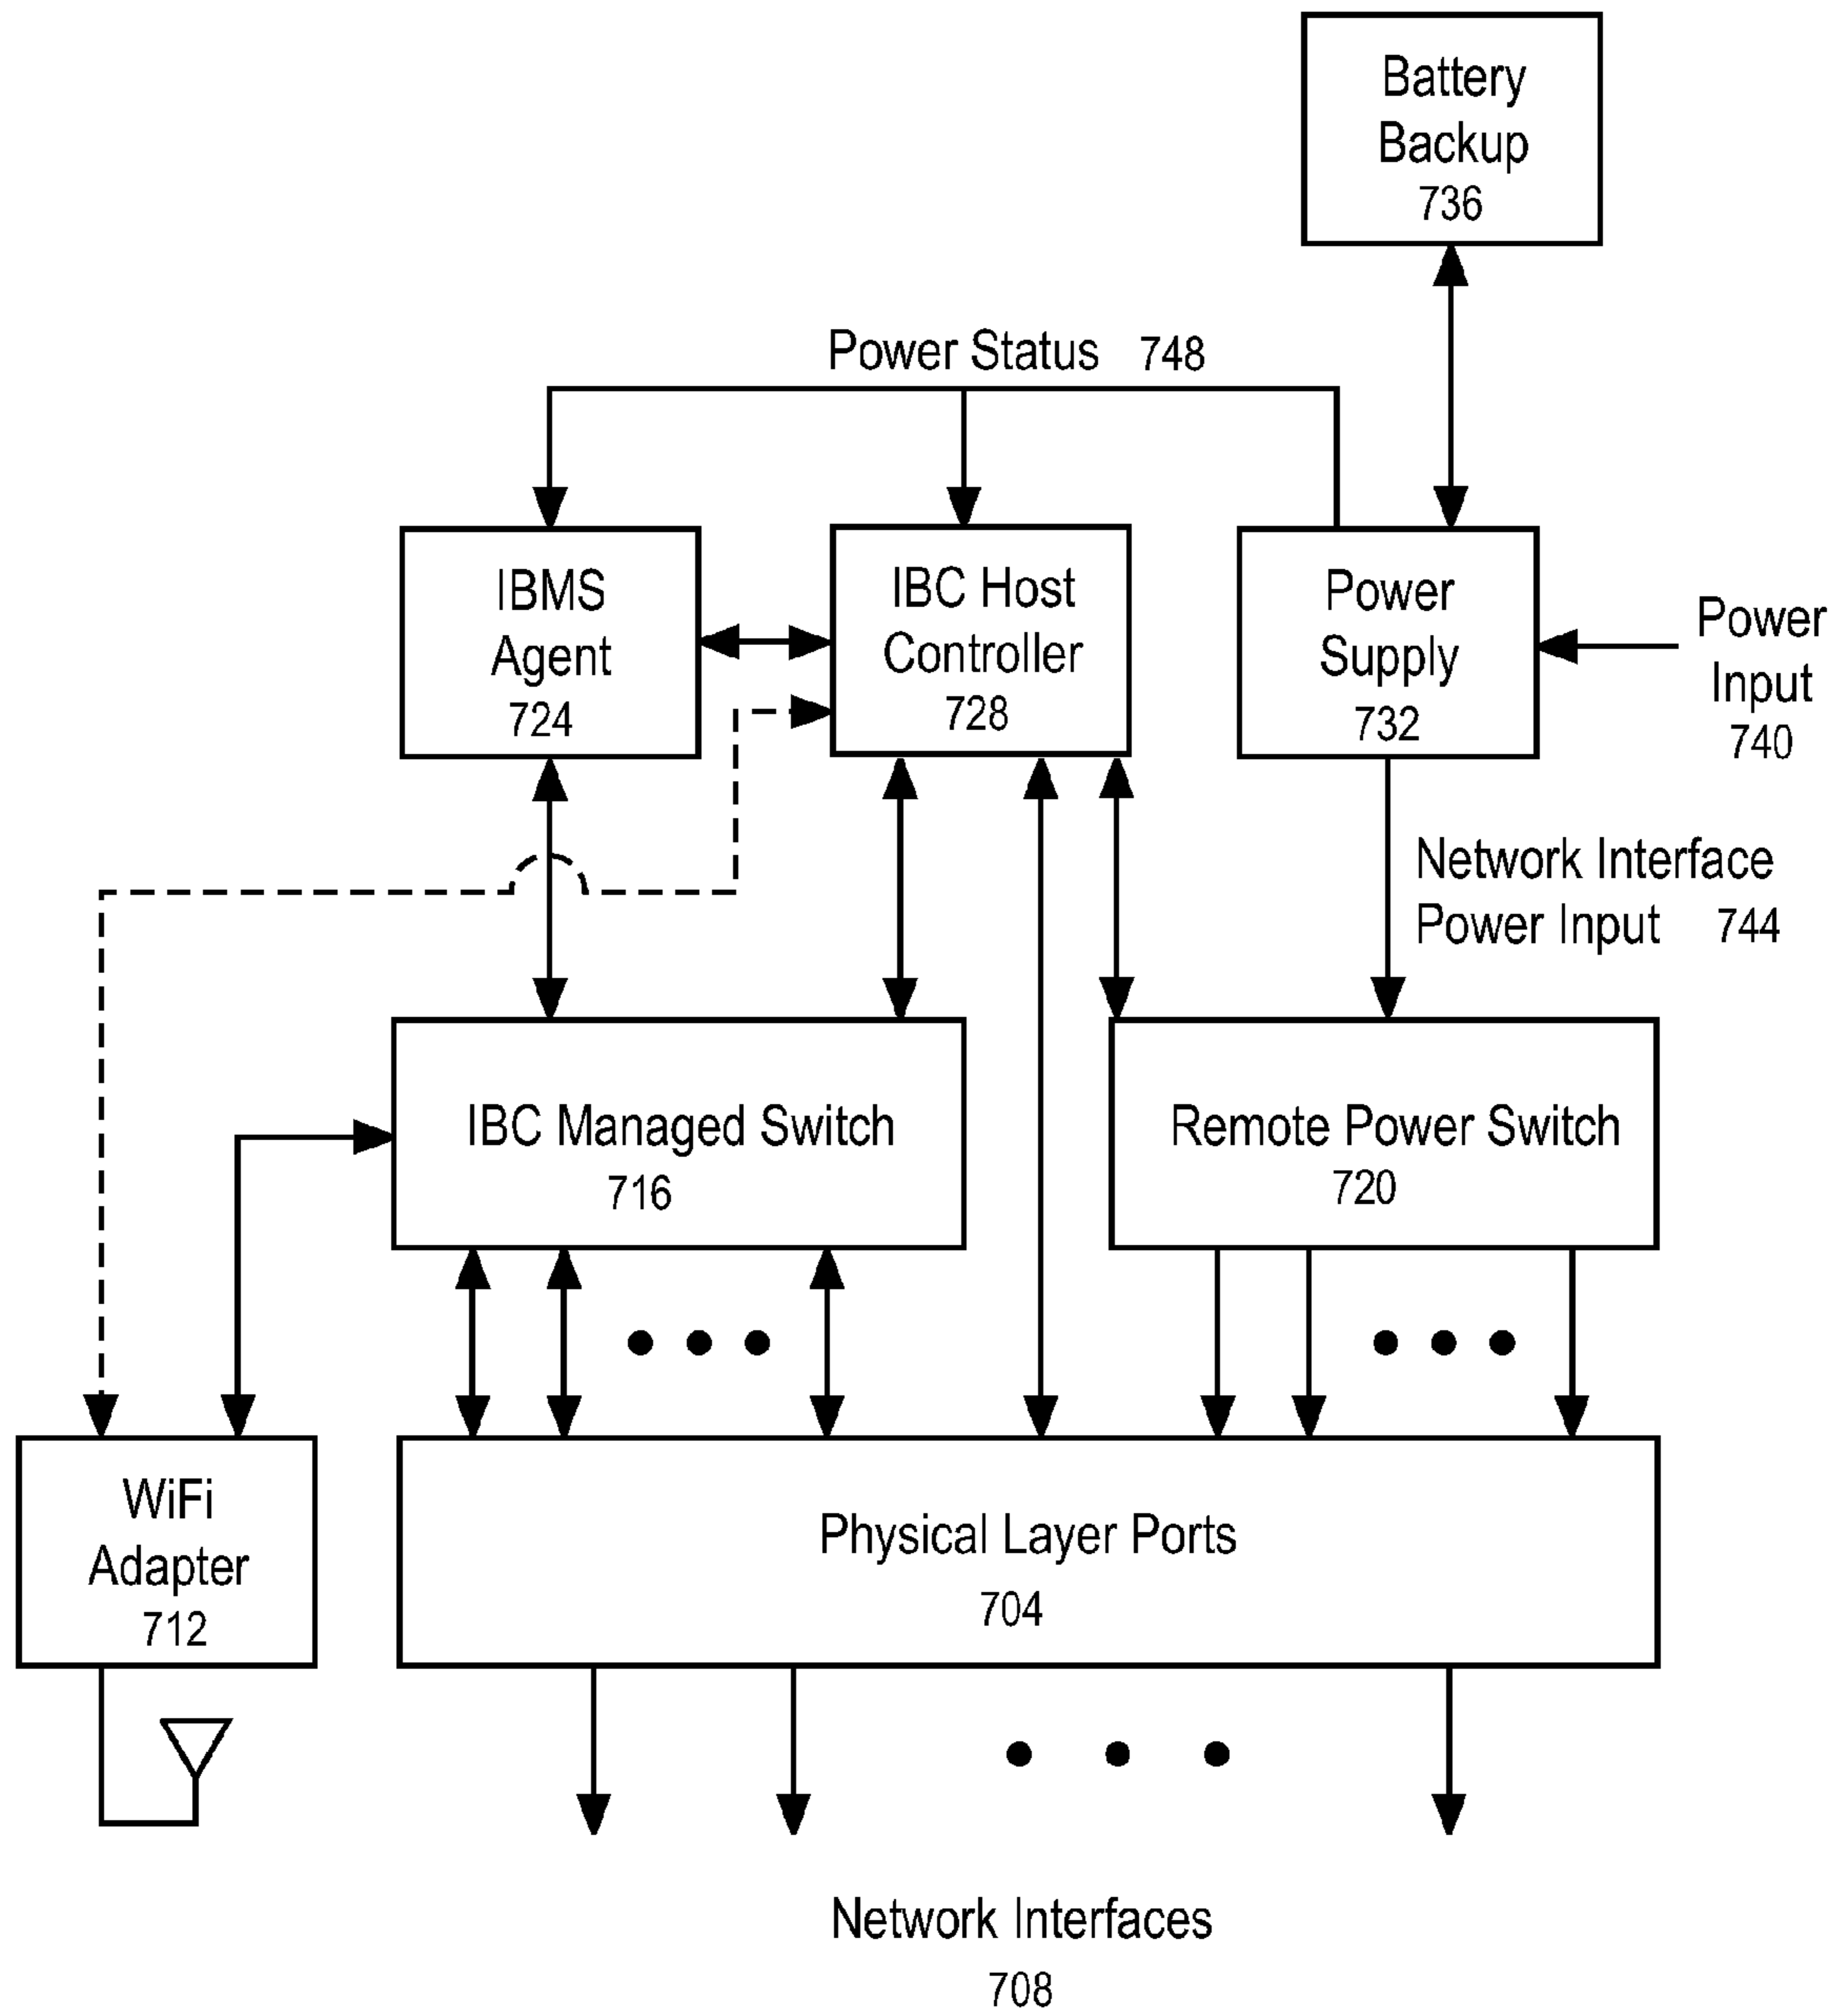 Battery
Backup
736
Power Status 748
IBMS
Agent
724
IBC Host
Controller
728
Power
Supply
732
Power
Input
740
Network Interface
Power Input 744
IBC Managed Switch
716
Remote Power Switch
720
WiFi
Adapter
712
Physical Layer Ports
704
Network Interfaces
708